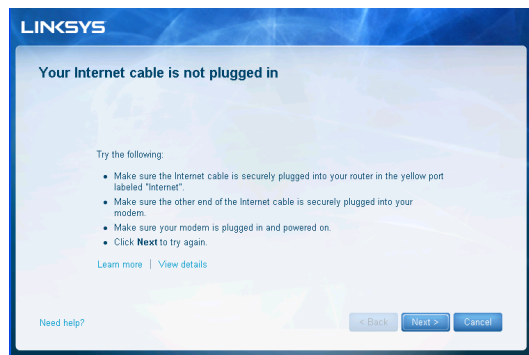 LINKSYS
Your Internet cable is not plugged in
Try the following:
• Make sure the Internet cable is securely plugged into your router in the yellow port
labeled "Internet".
• Make sure the other end of the Internet cable is securely plugged into your
modem.
• Make sure your modem is plugged in and powered on.
• Click Next to try again.
Learn more | View details
Need help? < Back Next > Cancel